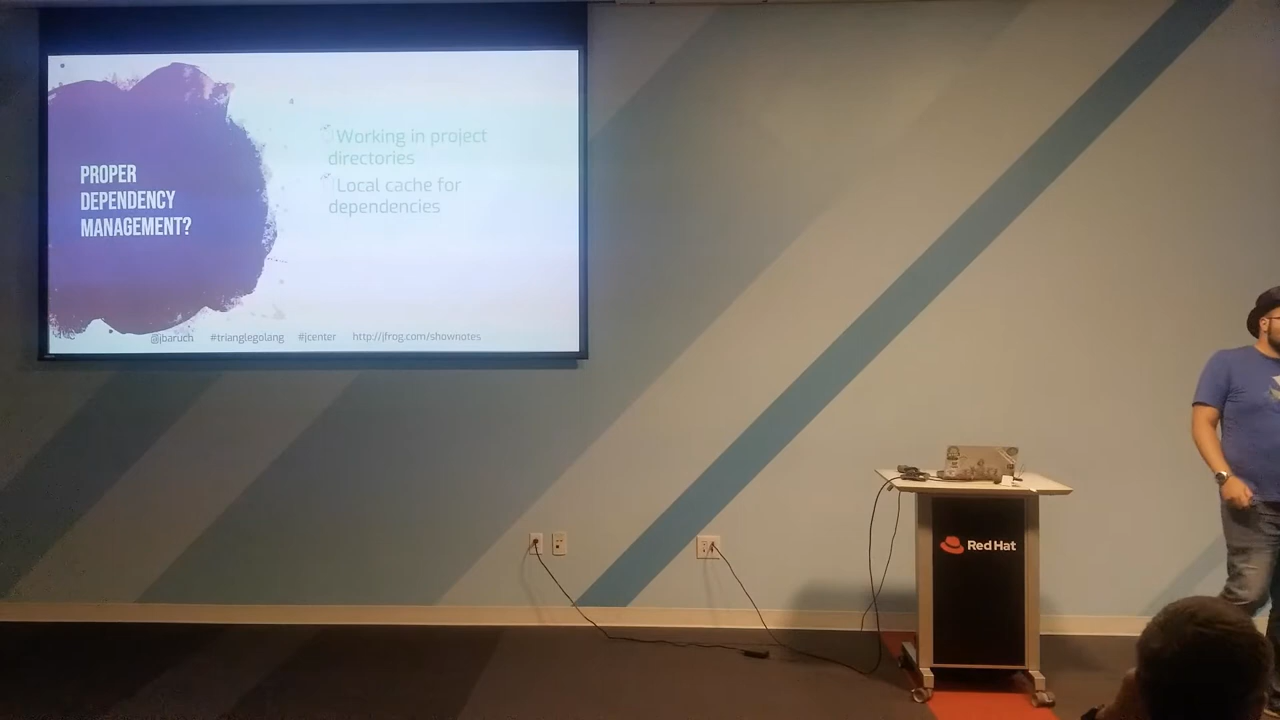 PROPER
DEPENDENCY
MANAGEMENT?
Working in project
directories
Local cache for
dependencies
@jbaruch #trianglegolang #jcenter http://jfrog.com/shownotes
Red Hat